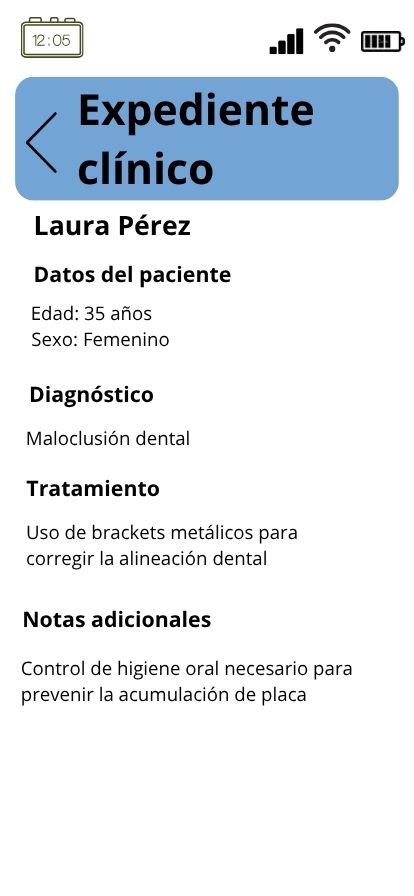 12:05
Expediente
clínico
Laura Pérez
Datos del paciente
Edad: 35 años
Sexo: Femenino
Diagnóstico
Maloclusión dental
Tratamiento
Uso de brackets metálicos para
corregir la alineación dental
Notas adicionales
Control de higiene oral necesario para
prevenir la acumulación de placa